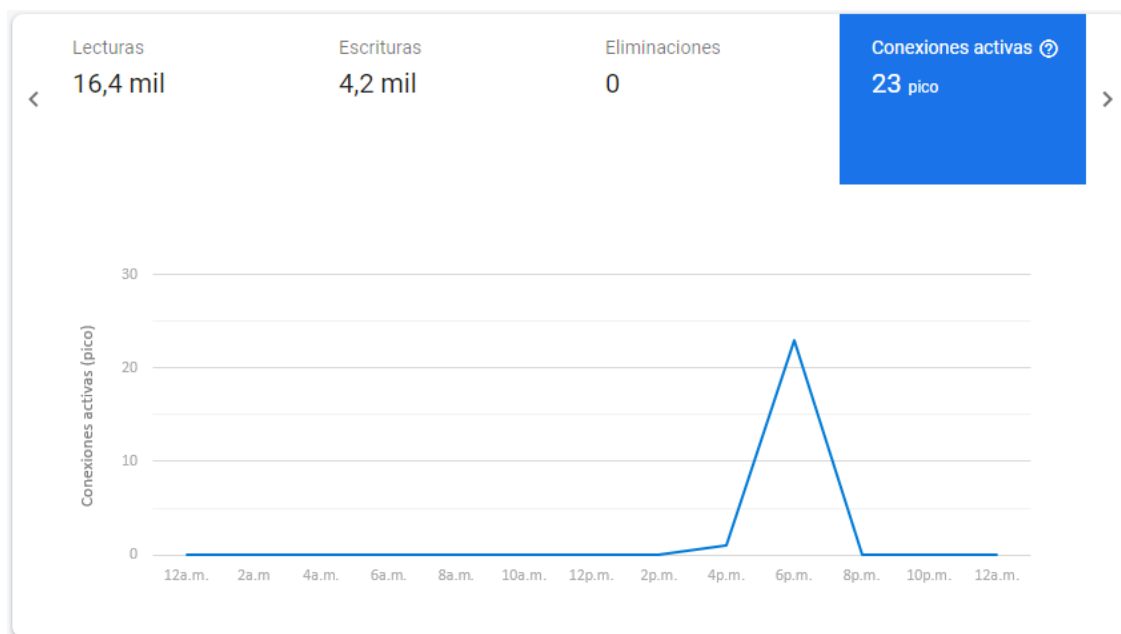 Lecturas
16,4 mil
Escrituras
4,2 mil
Eliminaciones
0
Conexiones activas
23 pico
Conexiones activas (pico)
30
20
10
0
12a.m. 2a.m 4a.m. 6a.m. 8a.m. 10a.m. 12p.m. 2p.m. 4p.m. 6p.m. 8p.m. 10p.m. 12a.m.